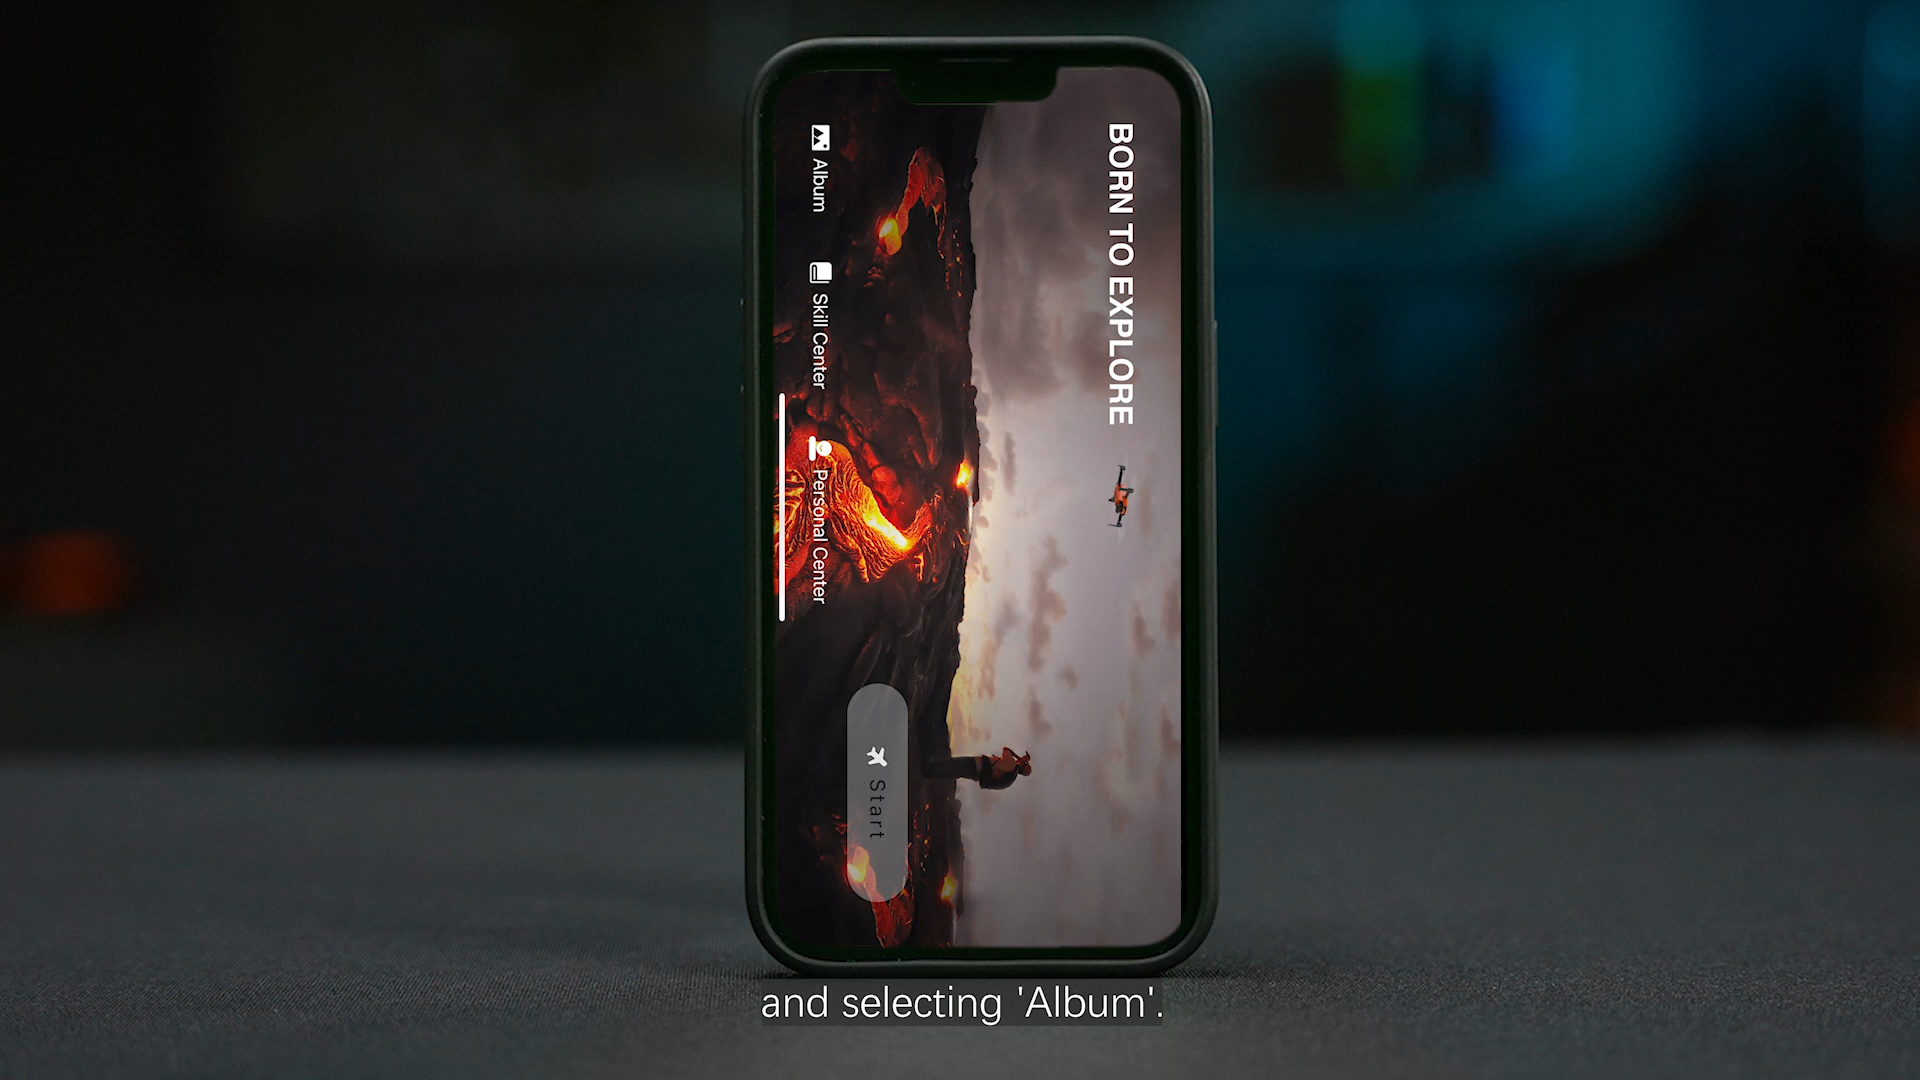 BORN TO EXPLORE
Album
Skill Center
Personal Center
Start
and selecting 'Album'.